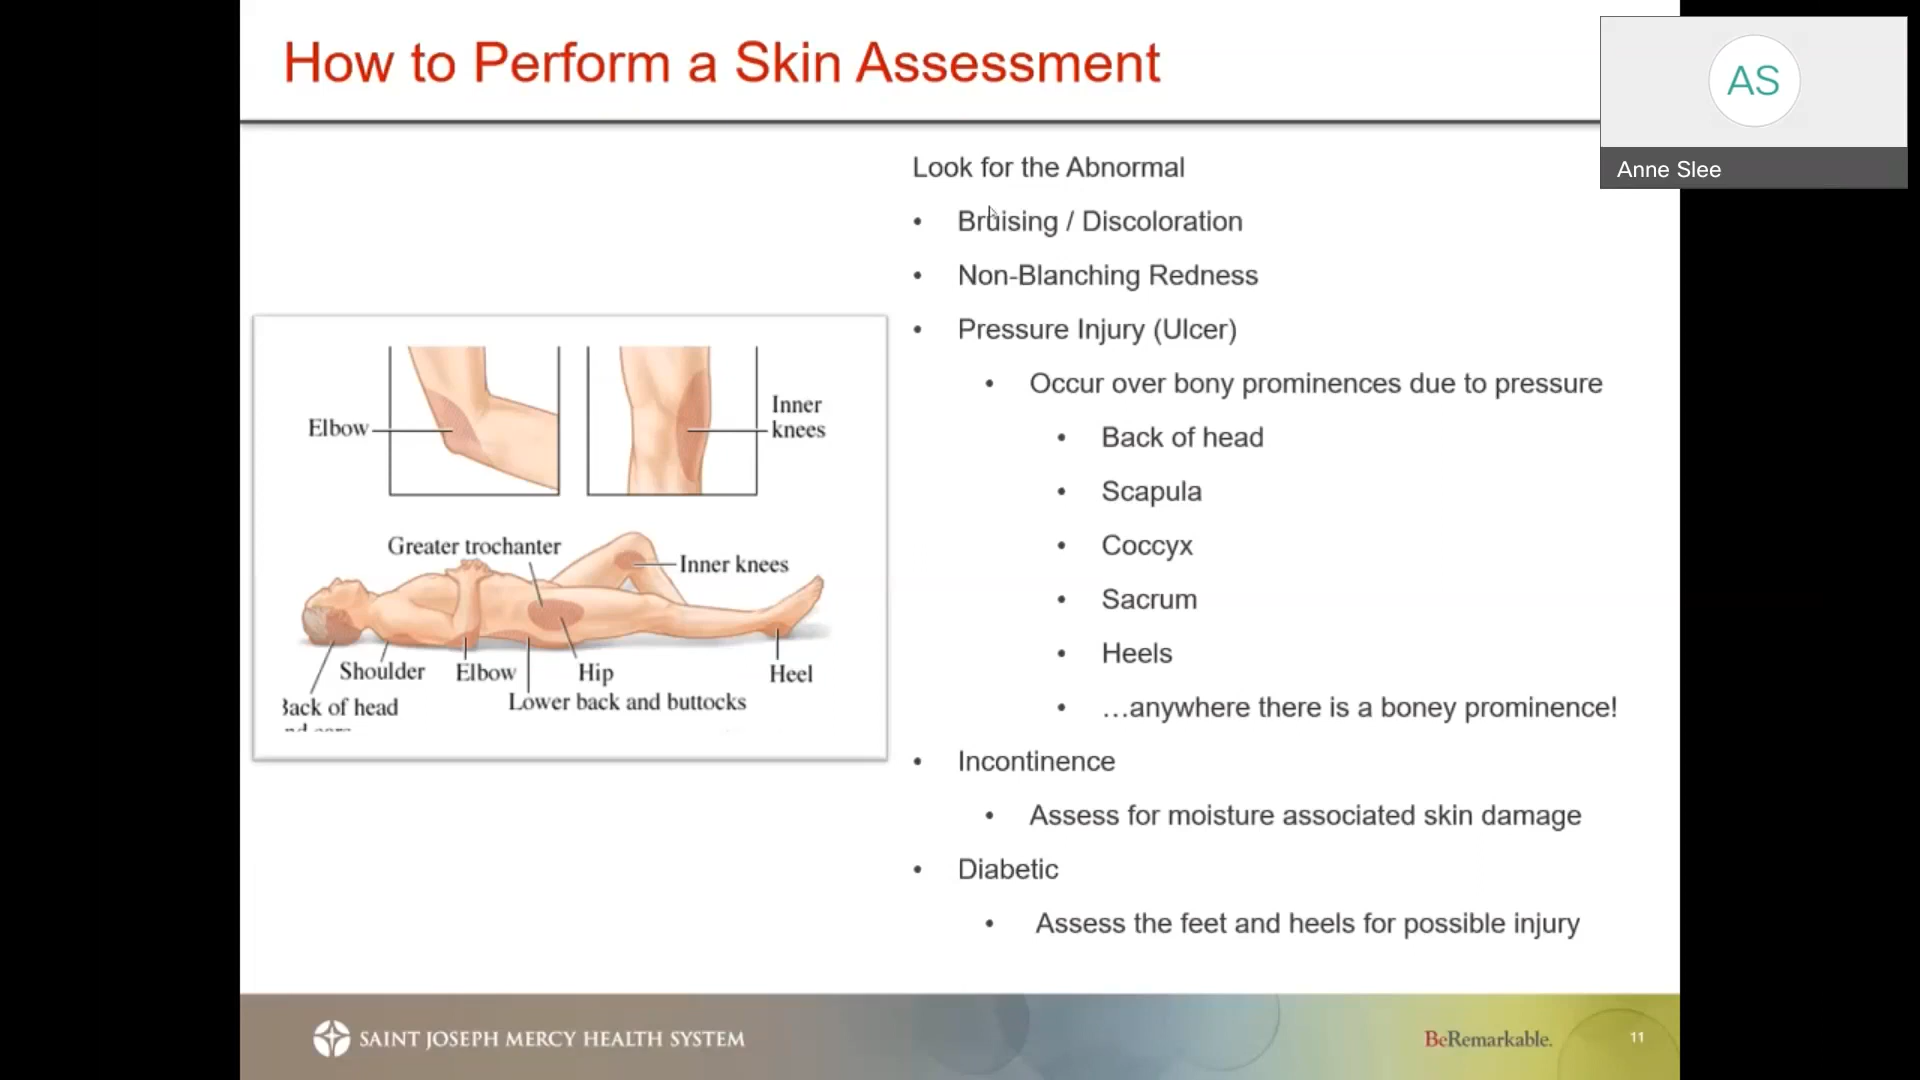 How to Perform a Skin Assessment
AS
Anne Slee
Look for the Abnormal
• Bruising / Discoloration
• Non-Blanching Redness
• Pressure Injury (Ulcer)
• Occur over bony prominences due to pressure
• Back of head
• Scapula
• Coccyx
• Sacrum
• Heels
• …anywhere there is a boney prominence!
• Incontinence
• Assess for moisture associated skin damage
• Diabetic
• Assess the feet and heels for possible injury
Elbow
Inner
knees
Greater trochanter
Inner knees
Shoulder
Elbow
Hip
Heel
Lower back and buttocks
of head
SAINT JOSEPH MERCY HEALTH SYSTEM
BeRemarkable.
11